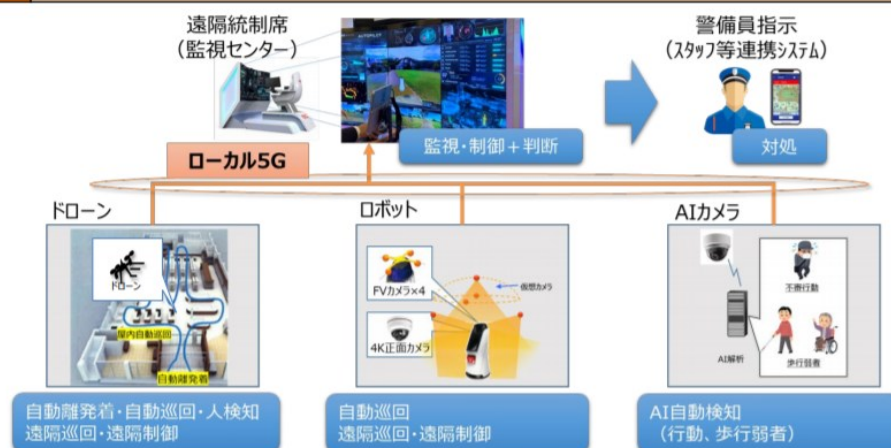 遠隔統制席
(監視センター)
警備員指示
(スタッフ等連携システム)
AUTOPILOT
監視・制御+判断
対処
ローカル5G
ドローン
ロボット
AIカメラ
ドローン
屋内自動巡回
自動離発着
FVカメラ×4
仮想カメラ
4K正面カメラ
不審行動
AI解析
歩行弱者
自動離発着・自動巡回・人検知
遠隔巡回・遠隔制御
自動巡回
遠隔巡回・遠隔制御
AI自動検知
(行動、歩行弱者)